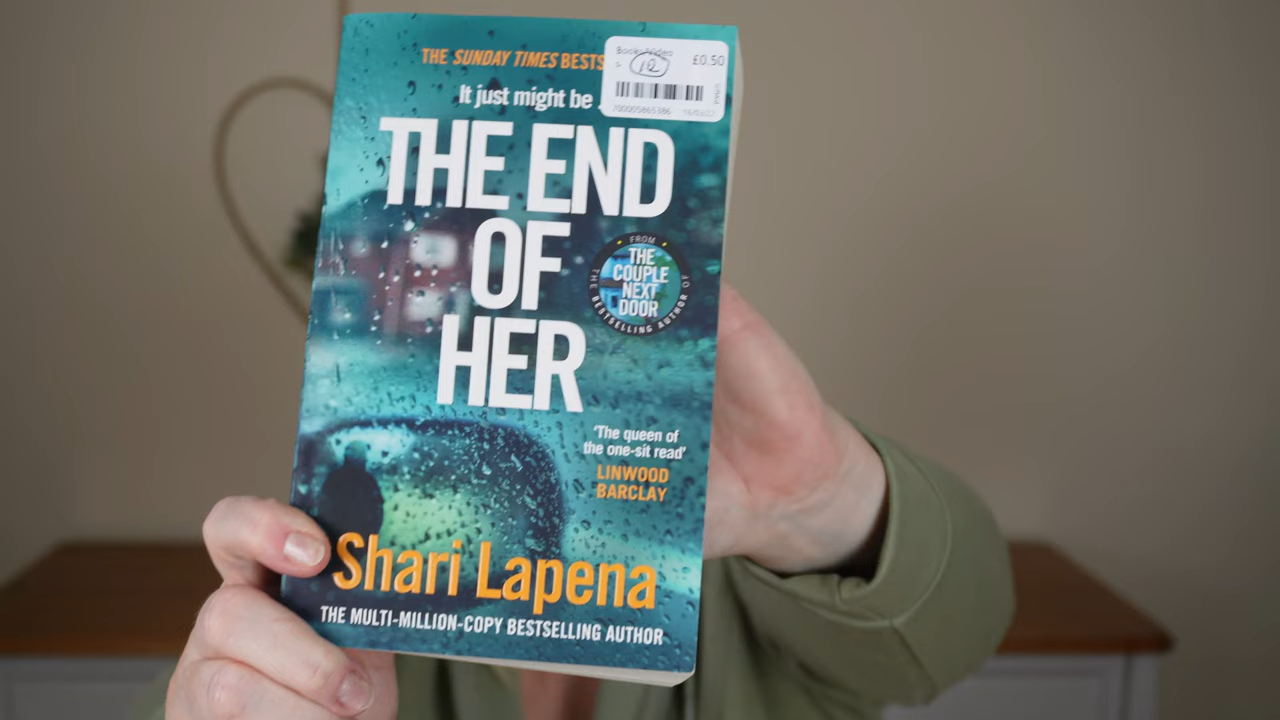 THE SUNDAY TIMES BESTS
Books/Video
£0.50
12
It just might be
THE END
OF
HER
FROM
THE
COUPLE
NEXT
DOOR
THE BESTSELLING AUTHOR OF
'The queen of
the one-sit read'
LINWOOD
BARCLAY
Shari Lapena
THE MULTI-MILLION-COPY BESTSELLING AUTHOR